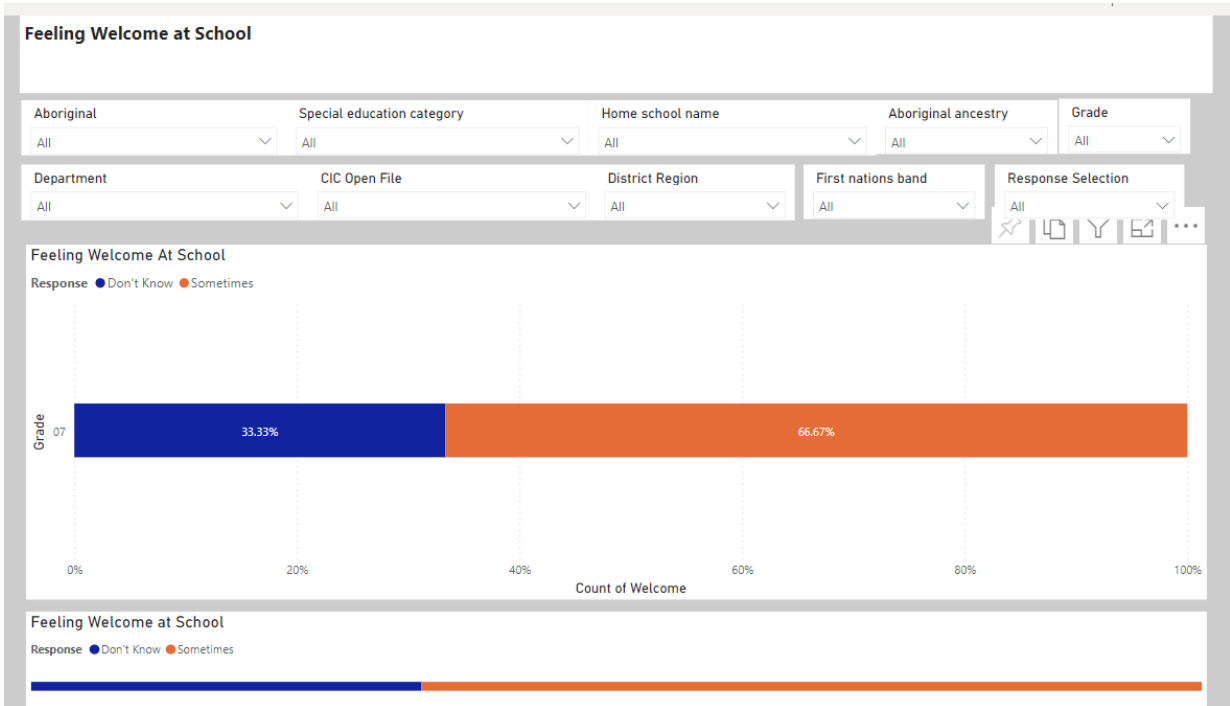 Feeling Welcome at School
Aboriginal Special education category Home school name Aboriginal ancestry Grade
All All All All All
Department CIC Open File District Region First nations band Response Selection
All All All All All
Feeling Welcome At School
Response Don't Know Sometimes
Grade 07 33.33% 66.67%
0% 20% 40% 60% 80% 100%
Count of Welcome
Feeling Welcome at School
Response Don't Know Sometimes